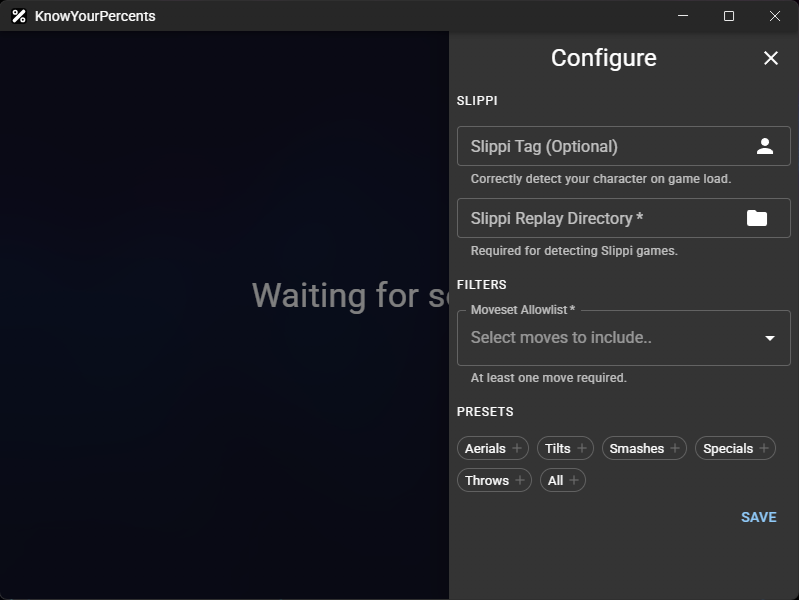 KnowYourPercents
Configure
SLIPPI
Slippi Tag (Optional)
Correctly detect your character on game load.
Slippi Replay Directory *
Required for detecting Slippi games.
Waiting for
FILTERS
Moveset Allowlist *
Select moves to include..
At least one move required.
PRESETS
Aerials + Tilts + Smashes + Specials +
Throws + All +
SAVE